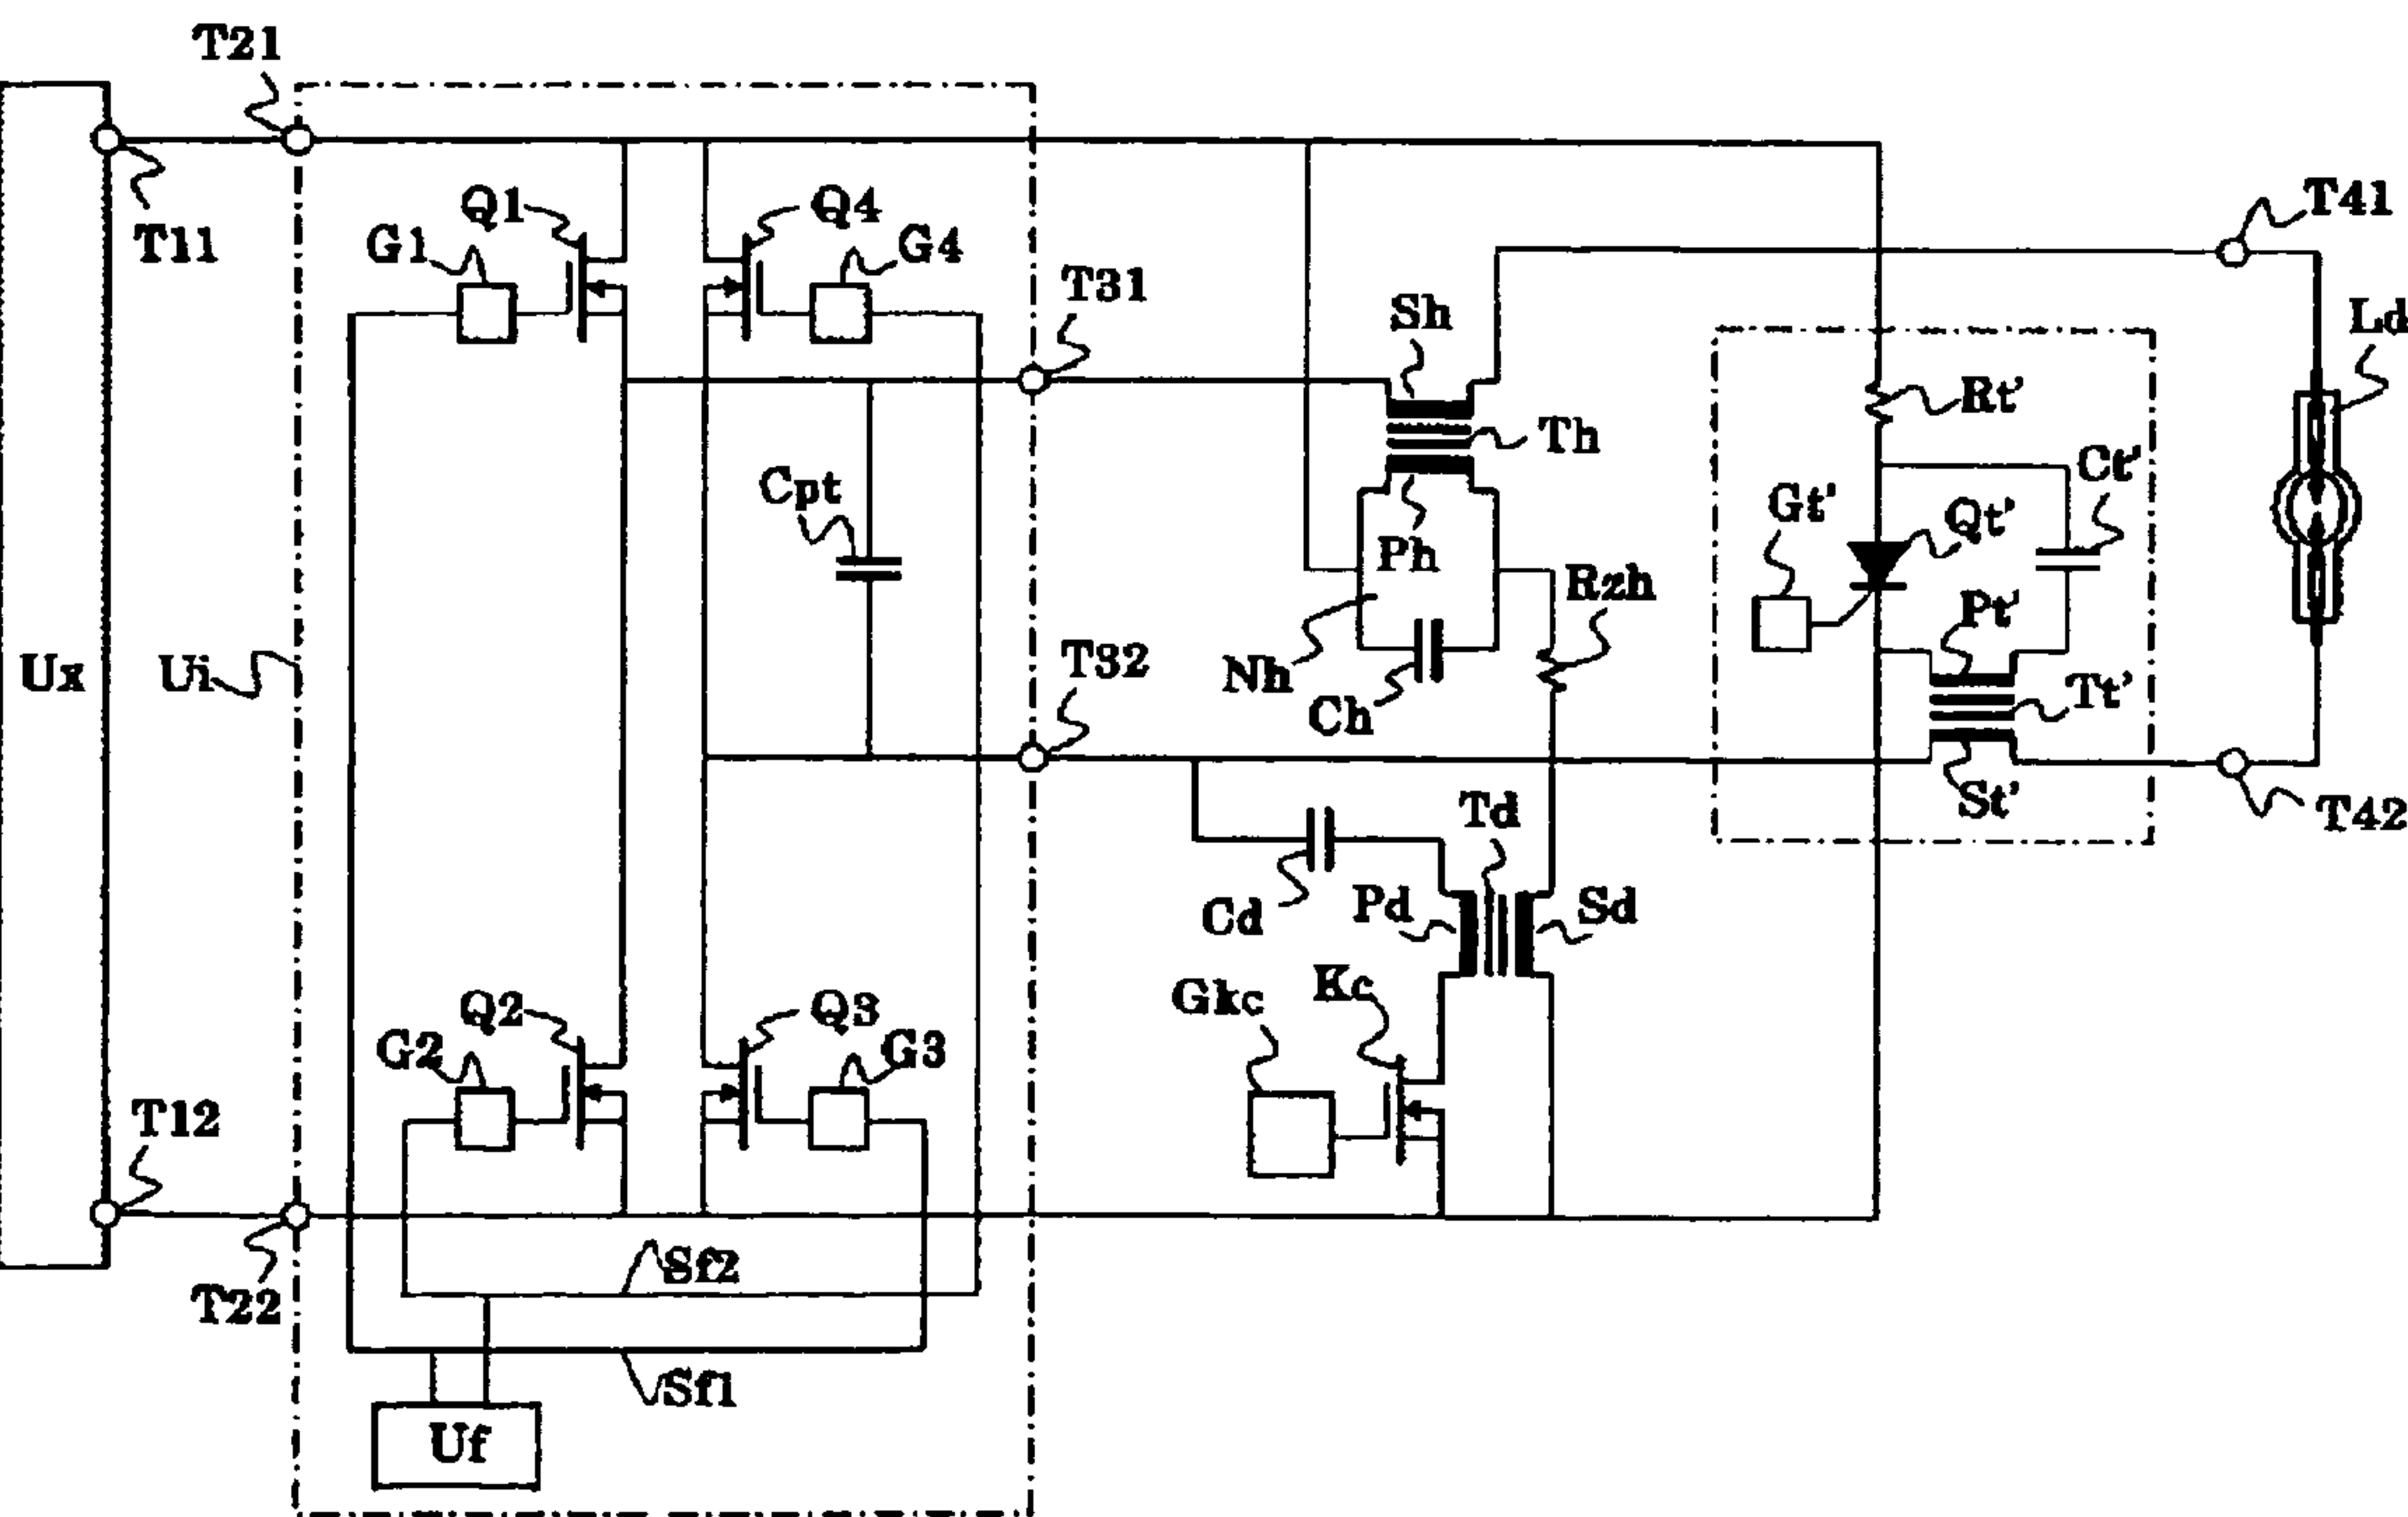 T21
T11
Q1
Q4
G1
G4
T31
T41
Sh
Ld
Rt'
Th
Cpt
Ct'
Gt'
Qt'
Ph
Rzh
Pt'
T32
Ux
Ui
Nh
Ch
Tt'
Td
St'
T42
Cd
Pd
Sd
Gkc
Kc
Q2
Q3
G2
G3
T12
Sf2
T22
Sf1
Uf